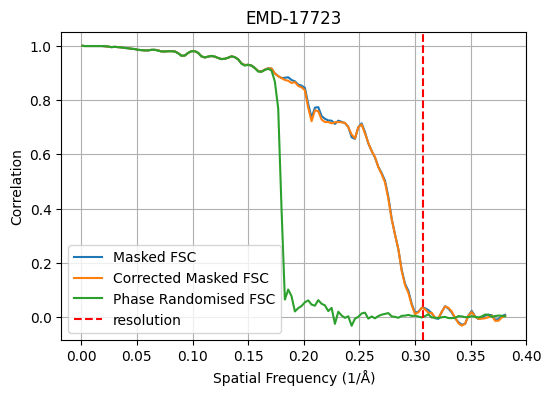 EMD-17723
Correlation
1.0
0.8
0.6
0.4
0.2
0.0
Masked FSC
Corrected Masked FSC
Phase Randomised FSC
resolution
0.00 0.05 0.10 0.15 0.20 0.25 0.30 0.35 0.40
Spatial Frequency (1/Å)